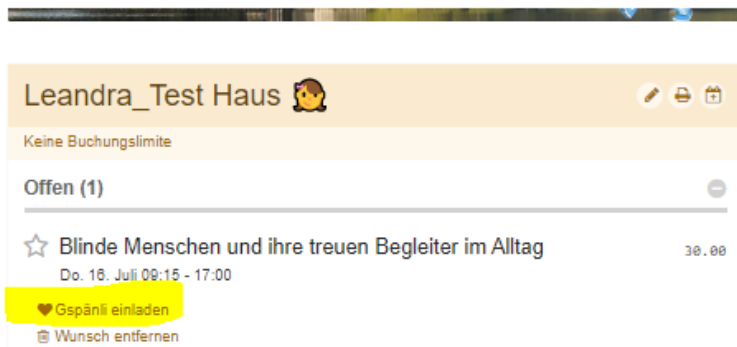 Leandra_Test Haus
Keine Buchungslimite
Offen (1)
Blinde Menschen und ihre treuen Begleiter im Alltag 30.00
Do. 16. Juli 09:15 - 17:00
Gspänli einladen
Wunsch entfernen